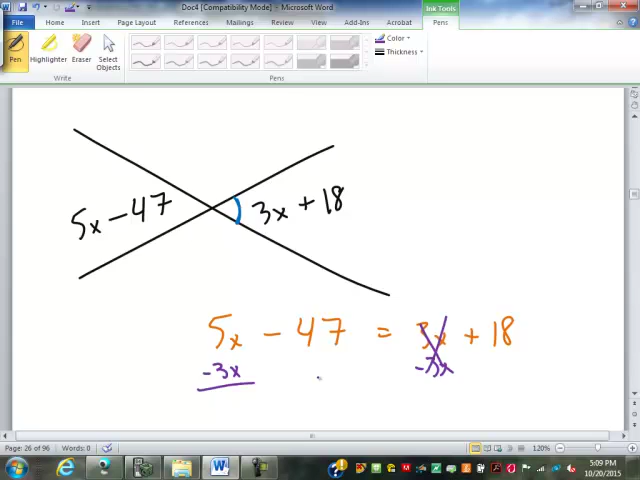 Doc4 [Compatibility Mode] - Microsoft Word
Ink Tools
File Home Insert Page Layout References Mailings Review View Add-Ins Acrobat Pens
Pen Highlighter Eraser Select Objects
Color
Thickness
Write Pens
5x - 47 3x + 18
5x - 47 = 3x + 18
-3x -3x
Page: 26 of 96 Words: 0 120%
5:09 PM
10/20/2015